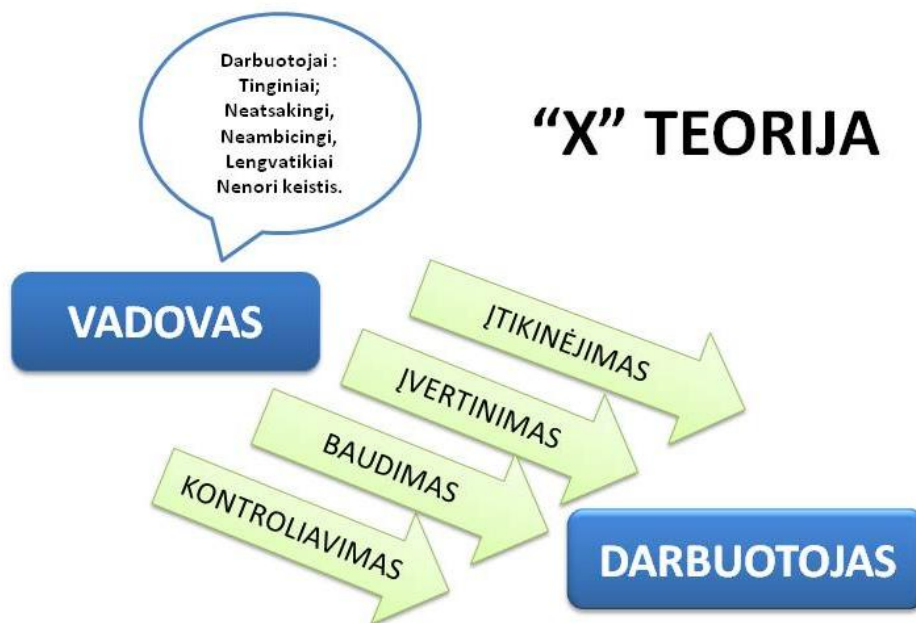 Darbuotojai :
Tinginiai;
Neatsakingi,
Neambicingi,
Lengvatikiai
Nenori keistis.
“X” TEORIJA
VADOVAS
ĮTIKINĖJIMAS
ĮVERTINIMAS
BAUDIMAS
KONTROLIAVIMAS
DARBUOTOJAS